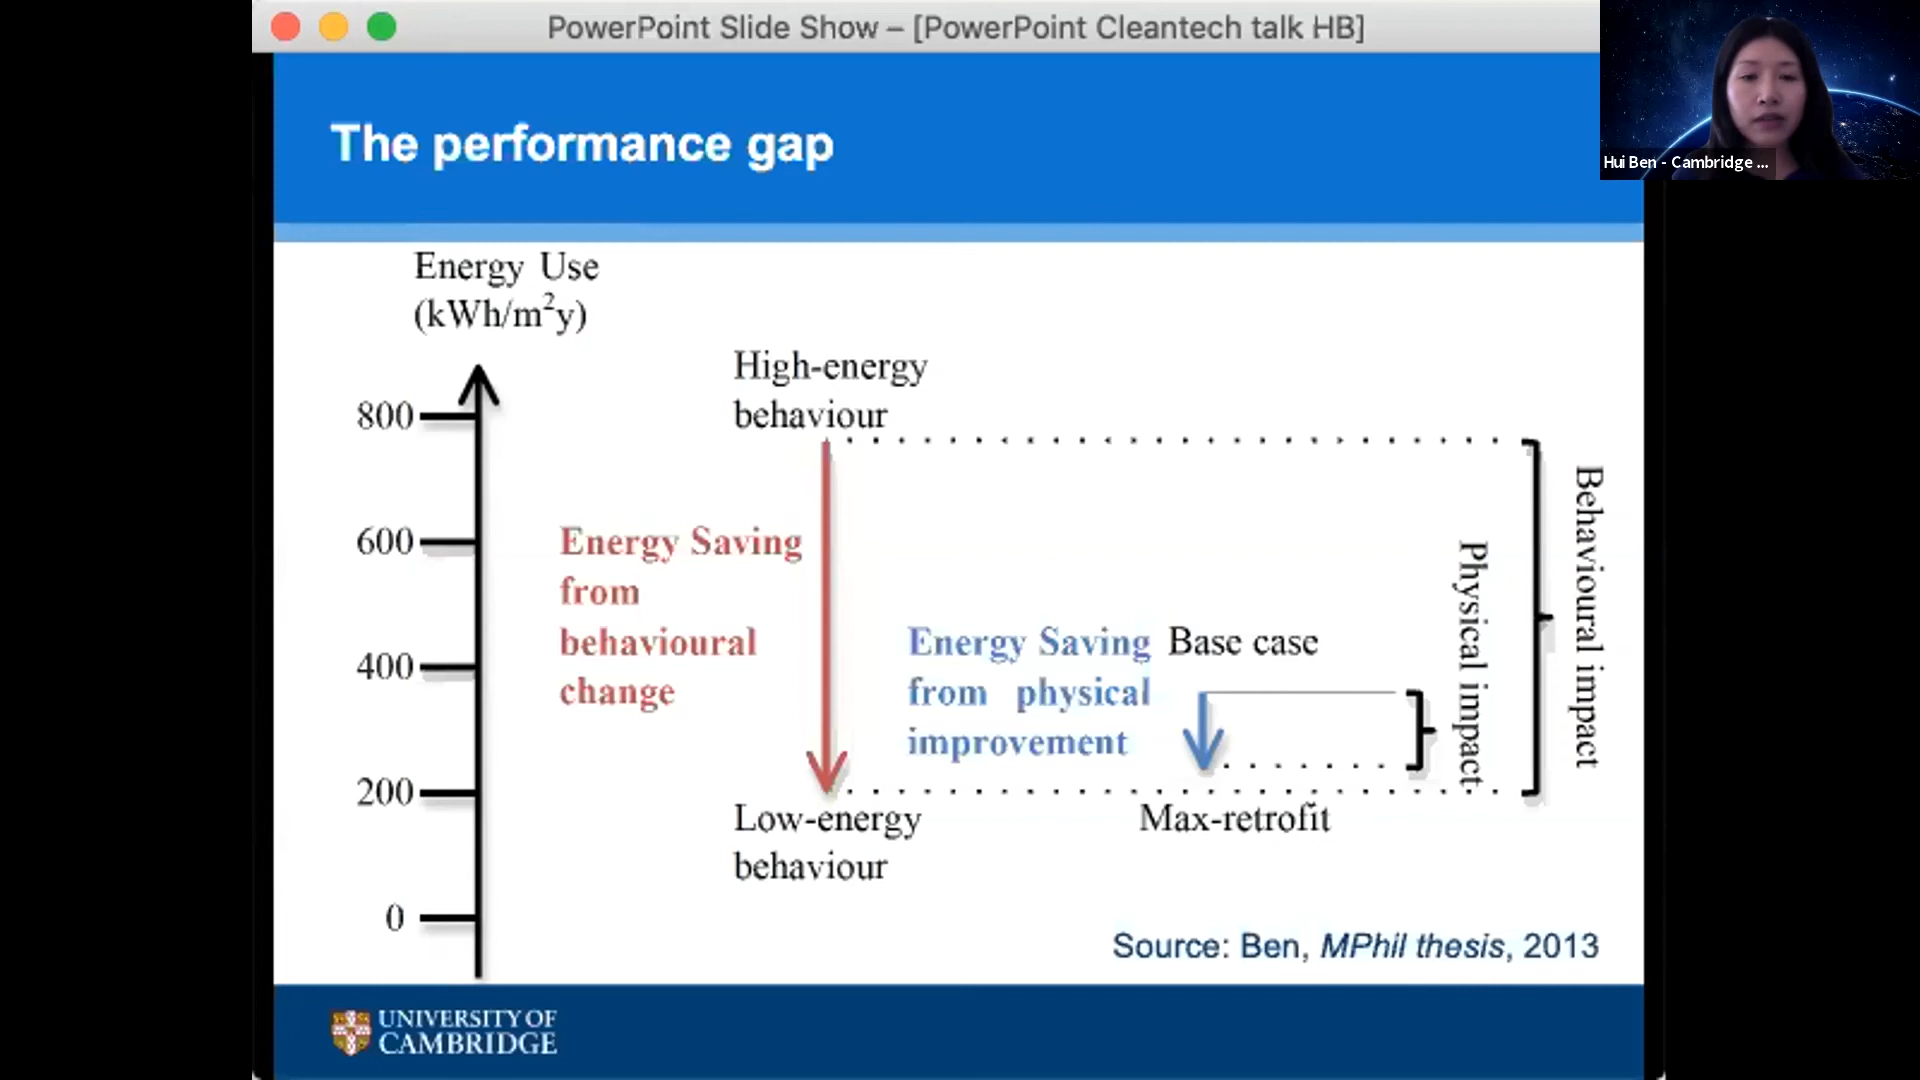 PowerPoint Slide Show – [PowerPoint Cleantech talk HB]
Hui Ben - Cambridge ...
The performance gap
Energy Use
(kWh/m²y)
800
600
400
200
0
High-energy
behaviour
Energy Saving
from
behavioural
change
Low-energy
behaviour
Energy Saving
from physical
improvement
Base case
Max-retrofit
Physical impact
Behavioural impact
Source: Ben, MPhil thesis, 2013
UNIVERSITY OF
CAMBRIDGE